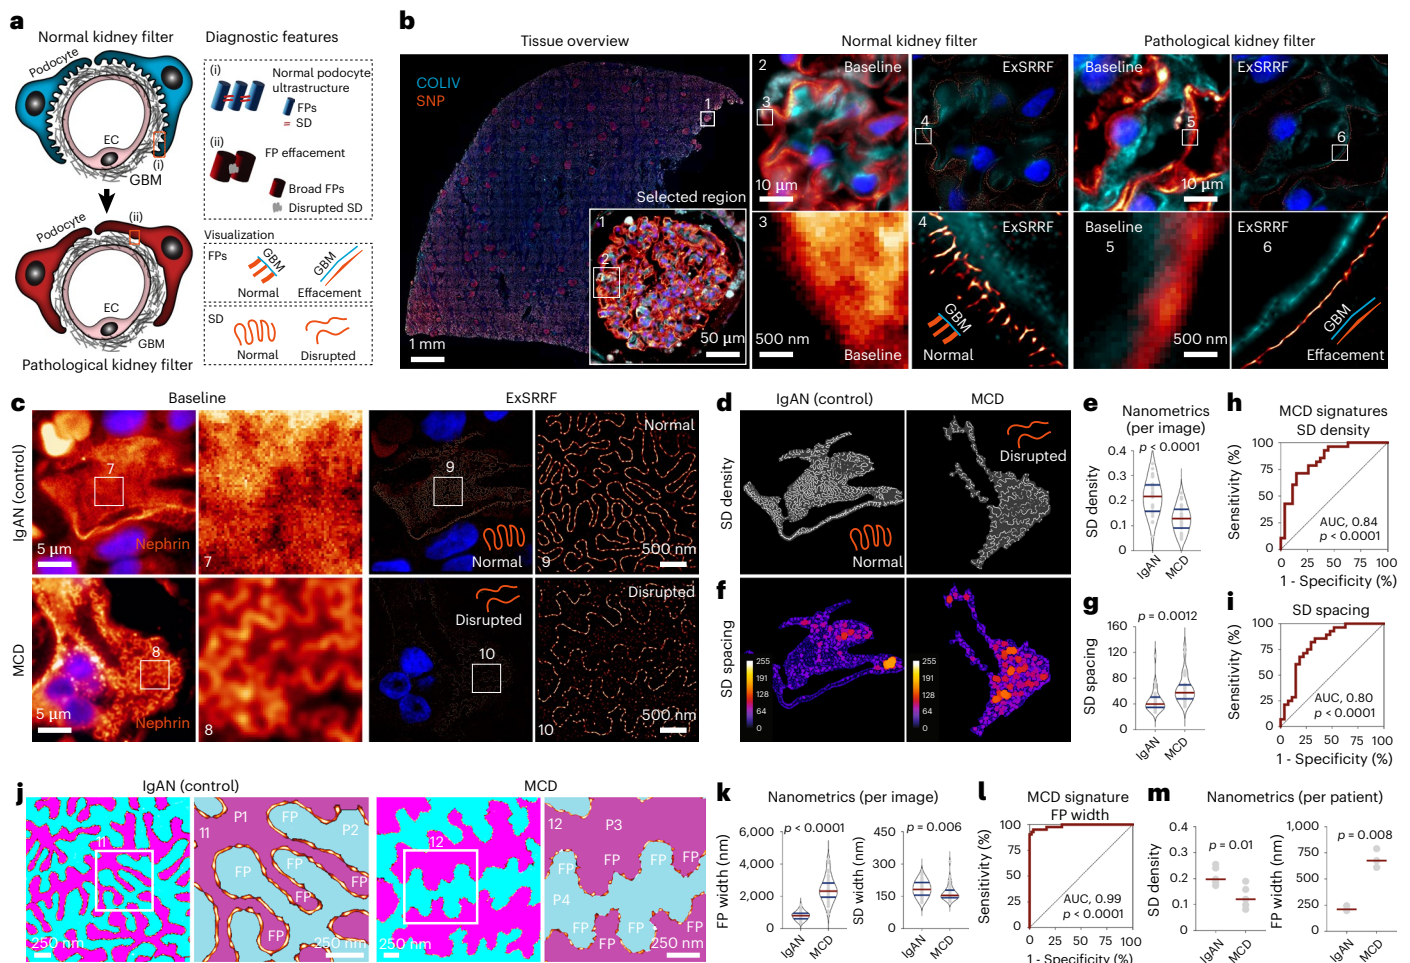 a
Normal kidney filter
Podocyte
EC
GBM
(i)
Podocyte
(ii)
EC
GBM
Pathological kidney filter
Diagnostic features
(i)
Normal podocyte
ultrastructure
FPs
SD
(ii)
FP effacement
Broad FPs
Disrupted SD
Visualization
FPs
GBM
Normal
GBM
Effacement
SD
Normal
Disrupted
b
Tissue overview
COLIV
SNP
1
Selected region
1
2
1 mm
50 µm
Normal kidney filter
2
Baseline
3
10 µm
ExSRRF
4
3
500 nm
Baseline
4
ExSRRF
GBM
Normal
Pathological kidney filter
Baseline
5
10 µm
ExSRRF
6
Baseline
5
500 nm
ExSRRF
6
GBM
Effacement
c
Baseline
ExSRRF
IgAN (control)
7
5 µm
Nephrin
7
9
Normal
Normal
9
500 nm
MCD
8
5 µm
Nephrin
8
Disrupted
10
Disrupted
10
500 nm
d
IgAN (control)
MCD
SD density
Normal
Disrupted
f
SD spacing
255
191
128
64
0
255
191
128
64
0
e
Nanometrics
(per image)
p < 0.0001
SD density
0.4
0.3
0.2
0.1
0
IgAN
MCD
g
p = 0.0012
SD spacing
160
120
80
40
0
IgAN
MCD
h
MCD signatures
SD density
Sensitivity (%)
100
75
50
25
0
AUC, 0.84
p < 0.0001
0 25 50 75 100
1 - Specificity (%)
i
SD spacing
Sensitivity (%)
100
75
50
25
0
AUC, 0.80
p < 0.0001
0 25 50 75 100
1 - Specificity (%)
j
IgAN (control)
MCD
11
250 nm
P1
11
FP
P2
FP
FP
FP
FP
250 nm
12
250 nm
12
P3
FP
FP
FP
P4
FP
FP
FP
FP
250 nm
k
Nanometrics (per image)
FP width (nm)
6,000
4,000
2,000
0
p < 0.0001
IgAN
MCD
SD width (nm)
450
300
150
0
p = 0.006
IgAN
MCD
l
MCD signature
FP width
Sensitivity (%)
100
75
50
25
0
AUC, 0.99
p < 0.0001
0 25 50 75 100
1 - Specificity (%)
m
Nanometrics (per patient)
SD density
0.4
0.3
0.2
0.1
0
p = 0.01
IgAN
MCD
FP width (nm)
1,000
750
500
250
0
p = 0.008
IgAN
MCD